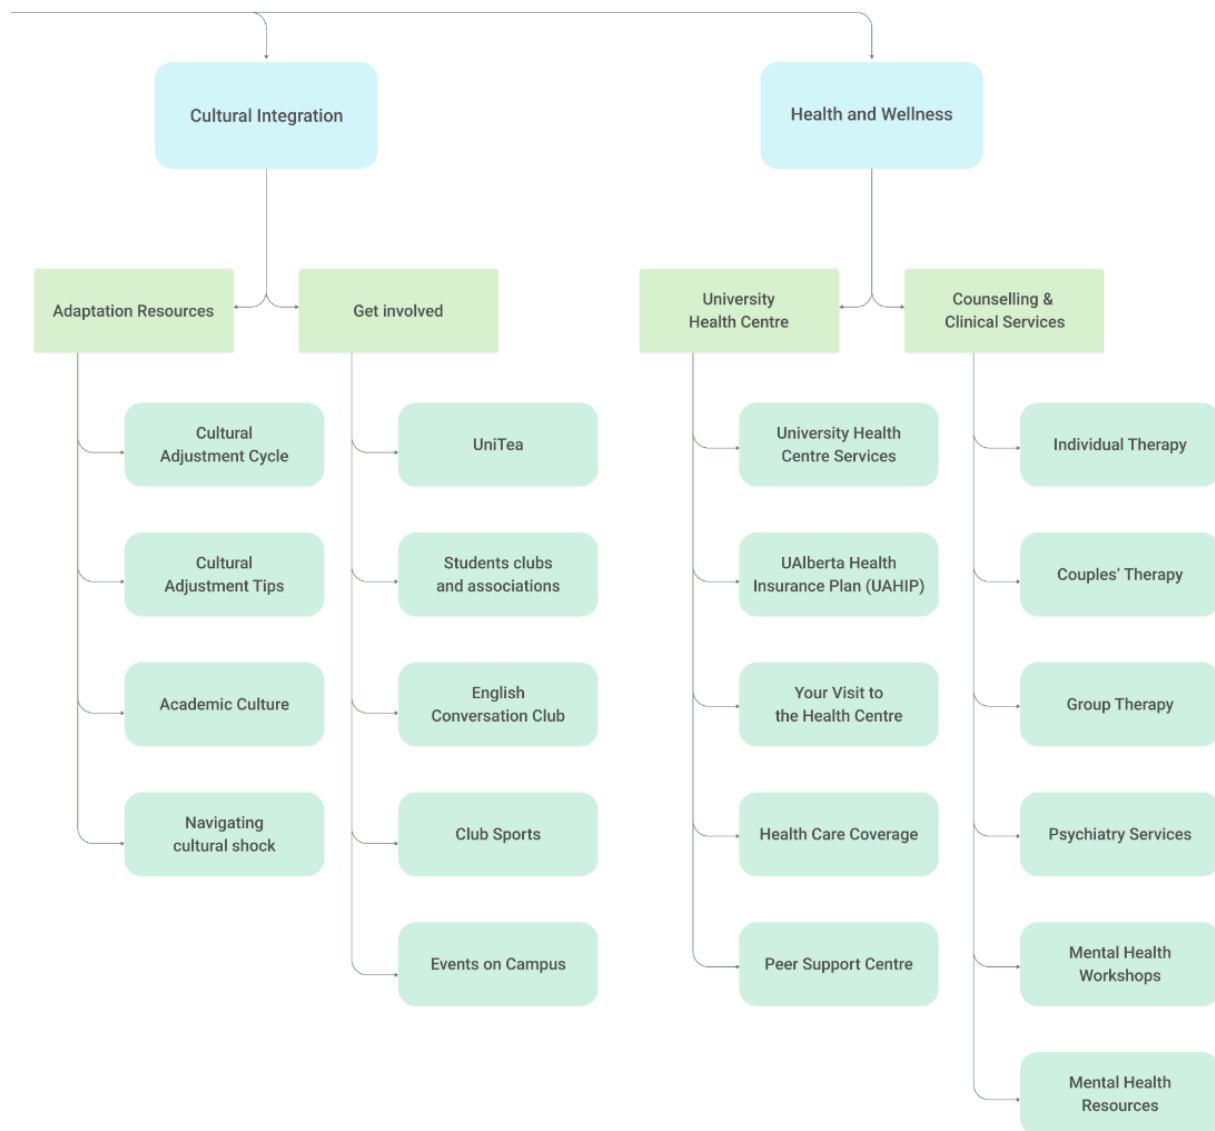 Cultural Integration
Health and Wellness
Adaptation Resources
Get involved
University
Health Centre
Counselling &
Clinical Services
Cultural
Adjustment Cycle
Cultural
Adjustment Tips
Academic Culture
Navigating
cultural shock
UniTea
Students clubs
and associations
English
Conversation Club
Club Sports
Events on Campus
University Health
Centre Services
UAlberta Health
Insurance Plan (UAHIP)
Your Visit to
the Health Centre
Health Care Coverage
Peer Support Centre
Individual Therapy
Couples’ Therapy
Group Therapy
Psychiatry Services
Mental Health
Workshops
Mental Health
Resources